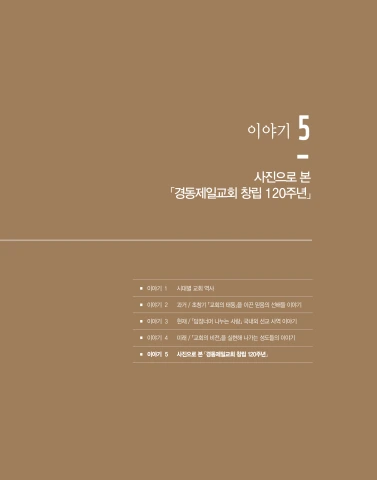 이야기 5
사진으로 본
「경동제일교회 창립 120주년」
이야기 1 시대별 교회 역사
이야기 2 과거 / 초창기 「교회의 태동」을 이끈 믿음의 선배들 이야기
이야기 3 현재 / 「담장너머 나누는 사랑」 국내외 선교 사역 이야기
이야기 4 미래 / 「교회의 비전」을 실현해 나가는 성도들의 이야기
이야기 5 사진으로 본 「경동제일교회 창립 120주년」